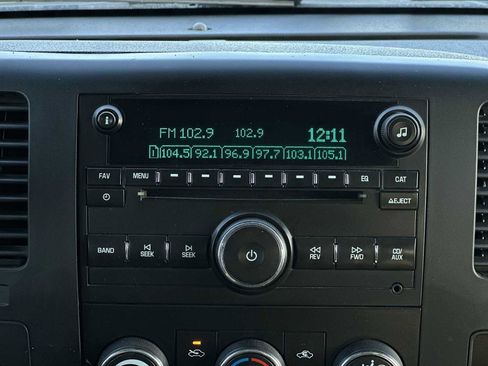 FM 102.9 102.9 12:11
1 104.5 92.1 96.9 97.7 103.1 105.1
FAV MENU EQ CAT
EJECT
BAND SEEK SEEK REV FWD CD/
AUX